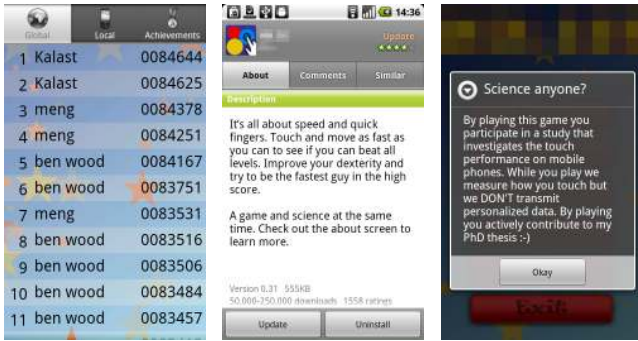 Global Local Achievements
1 Kalast 0084644
2 Kalast 0084625
3 meng 0084378
4 meng 0084251
5 ben wood 0084167
6 ben wood 0083751
7 meng 0083531
8 ben wood 0083516
9 ben wood 0083506
10 ben wood 0083484
11 ben wood 0083457
14:36
Update
About Comments Similar
Description
It's all about speed and quick
fingers. Touch and move as fast as
you can to see if you can beat all
levels. Improve your dexterity and
try to be the fastest guy in the high
score.
A game and science at the same
time. Check out the about screen to
learn more.
Version 0.31 555KB
50.000-250.000 downloads 1558 ratings
Update Uninstall
Science anyone?
By playing this game you
participate in a study that
investigates the touch
performance on mobile
phones. While you play we
measure how you touch but
we DON'T transmit
personalized data. By playing
you actively contribute to my
PhD thesis :-)
Okay
Exit